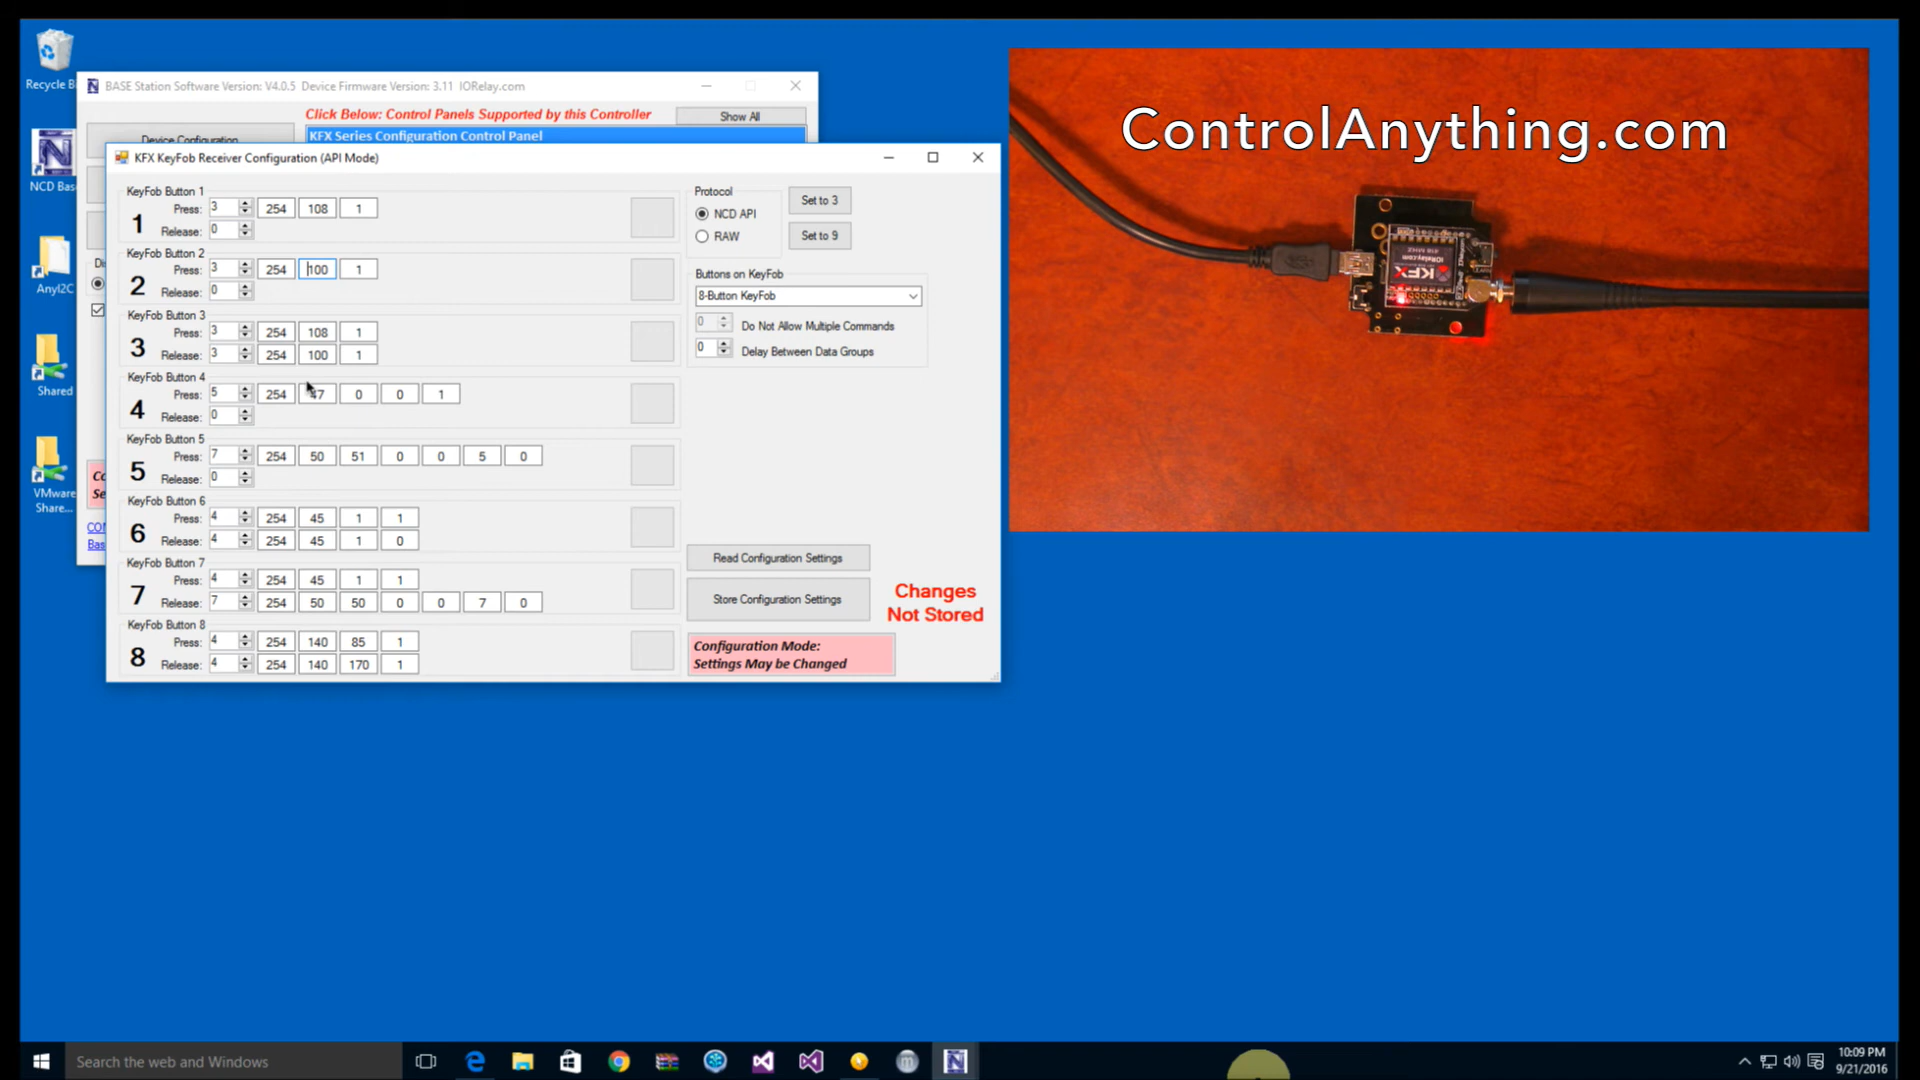 Recycle B
NCD Bas
AnyI2C
Shared
VMware
Share...
BASE Station Software Version: V4.0.5 Device Firmware Version: 3.11 IORelay.com
Click Below: Control Panels Supported by this Controller
Show All
Device Configuration
KFX Series Configuration Control Panel
KFX KeyFob Receiver Configuration (API Mode)
KeyFob Button 1
1
Press: 3 254 108 1
Release: 0
KeyFob Button 2
2
Press: 3 254 100 1
Release: 0
KeyFob Button 3
3
Press: 3 254 108 1
Release: 3 254 100 1
KeyFob Button 4
4
Press: 5 254 47 0 0 1
Release: 0
KeyFob Button 5
5
Press: 7 254 50 51 0 0 5 0
Release: 0
KeyFob Button 6
6
Press: 4 254 45 1 1
Release: 4 254 45 1 0
KeyFob Button 7
7
Press: 4 254 45 1 1
Release: 7 254 50 50 0 0 7 0
KeyFob Button 8
8
Press: 4 254 140 85 1
Release: 4 254 140 170 1
Protocol
NCD API
RAW
Set to 3
Set to 9
Buttons on KeyFob
8-Button KeyFob
0 Do Not Allow Multiple Commands
0 Delay Between Data Groups
Read Configuration Settings
Store Configuration Settings
Changes
Not Stored
Configuration Mode:
Settings May be Changed
Di
Co
Se
CON
Bas
ControlAnything.com
KFX
IORelay.com
418 MHZ
Search the web and Windows
10:09 PM
9/21/2016